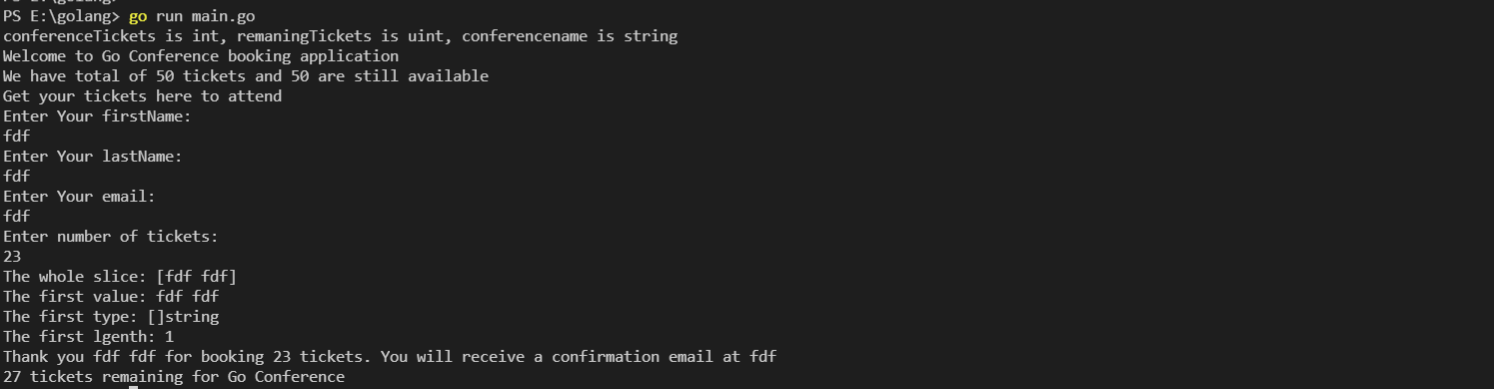 PS E:\golang> go run main.go
conferenceTickets is int, remaningTickets is uint, conferencename is string
Welcome to Go Conference booking application
We have total of 50 tickets and 50 are still available
Get your tickets here to attend
Enter Your firstName:
fdf
Enter Your lastName:
fdf
Enter Your email:
fdf
Enter number of tickets:
23
The whole slice: [fdf fdf]
The first value: fdf fdf
The first type: []string
The first lgenth: 1
Thank you fdf fdf for booking 23 tickets. You will receive a confirmation email at fdf
27 tickets remaining for Go Conference